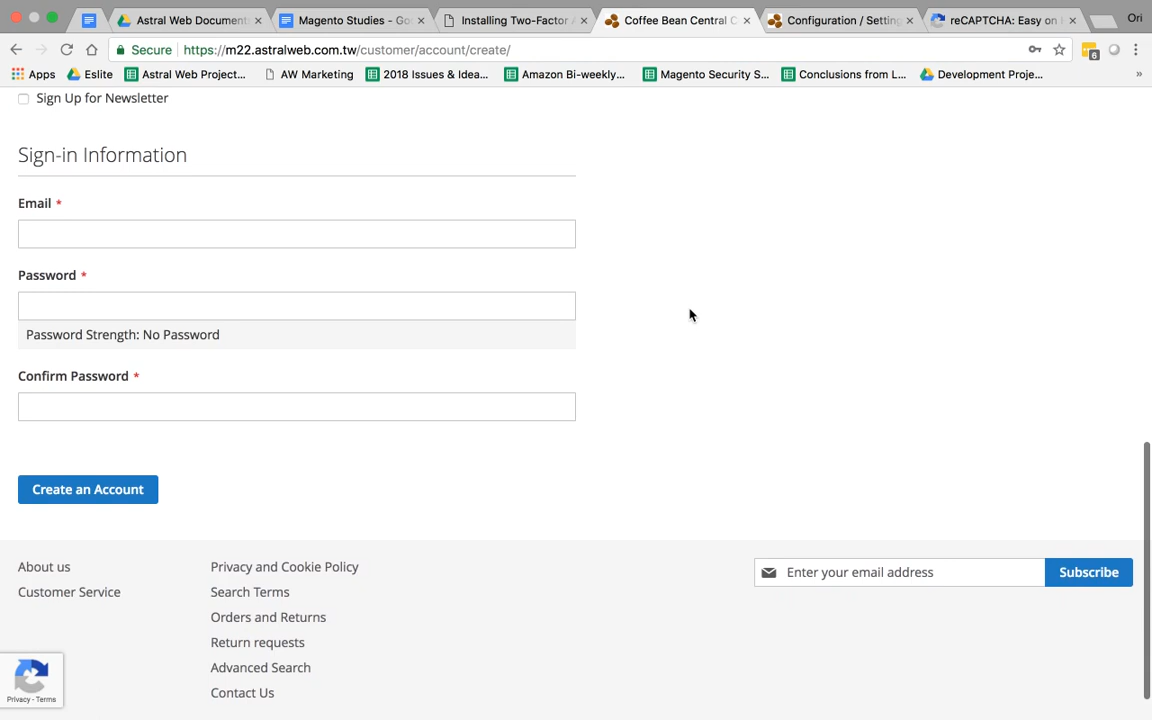 Astral Web Document
Magento Studies - Go
Installing Two-Factor
Coffee Bean Central C
Configuration / Setting
reCAPTCHA: Easy on
Ori
Secure
https://m22.astralweb.com.tw/customer/account/create/
6
Apps
Eslite
Astral Web Project...
AW Marketing
2018 Issues & Idea...
Amazon Bi-weekly...
Magento Security S...
Conclusions from L...
Development Proje...
»
Sign Up for Newsletter
Sign-in Information
Email *
Password *
Password Strength: No Password
Confirm Password *
Create an Account
About us
Customer Service
Privacy and Cookie Policy
Search Terms
Orders and Returns
Return requests
Advanced Search
Contact Us
Enter your email address
Subscribe
Privacy - Terms